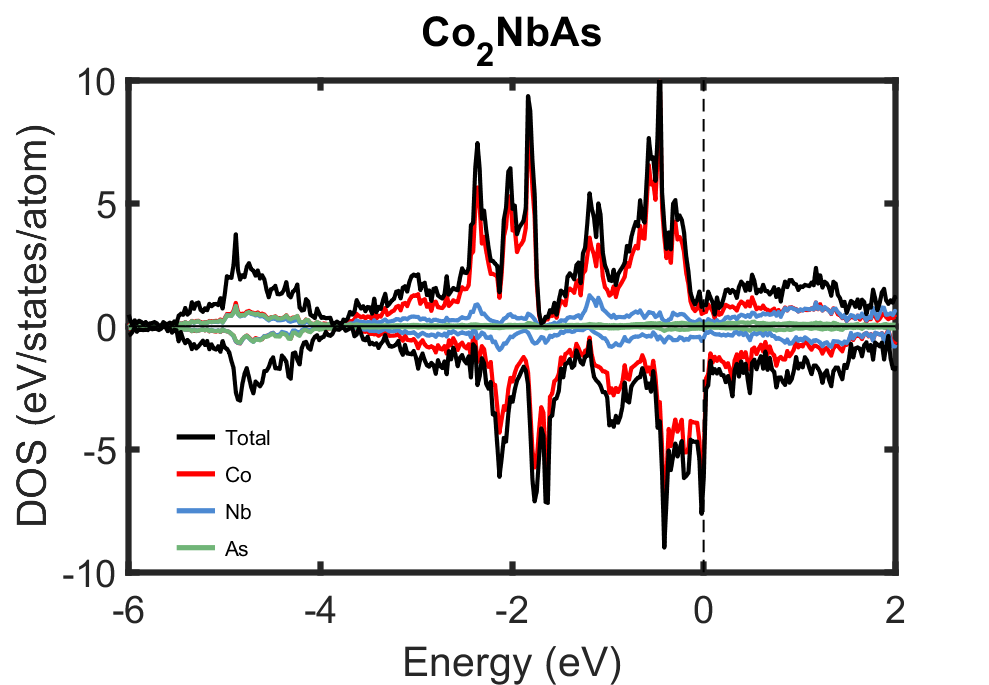 Co₂NbAs
10
5
0
-5
-10
DOS (eV/states/atom)
Total
Co
Nb
As
-6
-4
-2
0
2
Energy (eV)